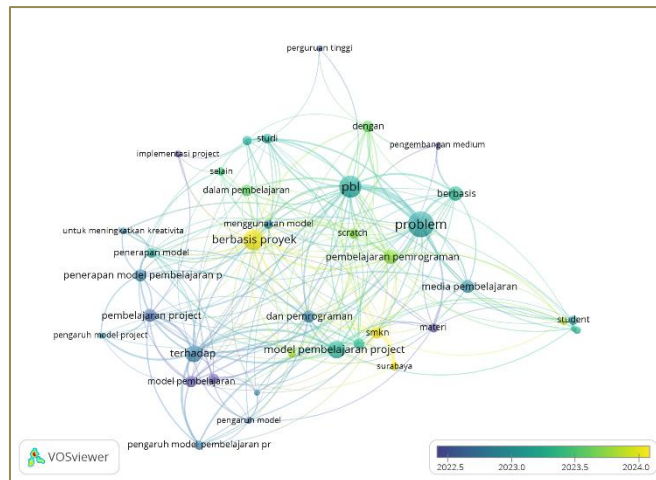 perguruan tinggi
dengan
studi
pengembangan medium
implementasi project
selain
pbl
dalam pembelajaran
berbasis
menggunakan model
problem
untuk meningkatkan kreativita
scratch
berbasis proyek
penerapan model
pembelajaran pemrograman
penerapan model pembelajaran p
media pembelajaran
pembelajaran project
dan pemrograman
student
materi
smkn
pengaruh model project
terhadap
model pembelajaran project
surabaya
model pembelajaran
pengaruh model
pengaruh model pembelajaran pr
VOSviewer
2022.5 2023.0 2023.5 2024.0